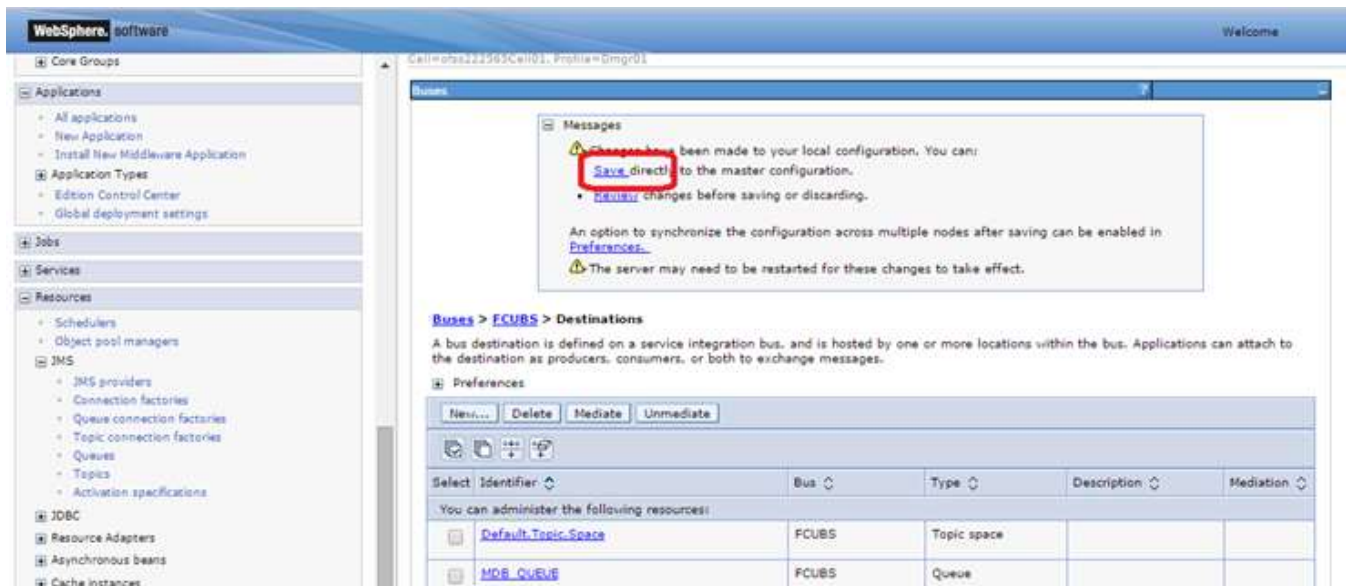 WebSphere. software
Welcome
Core Groups
Applications
All applications
New Application
Install New Middleware Application
Application Types
Edition Control Center
Global deployment settings
Jobs
Services
Resources
Schedulers
Object pool managers
JMS
JMS providers
Connection factories
Queue connection factories
Topic connection factories
Queues
Topics
Activation specifications
JDBC
Resource Adapters
Asynchronous beans
Cache instances
Profile=Dmgr01
Buses
?
Messages
Changes have been made to your local configuration. You can:
Save directly to the master configuration.
Review changes before saving or discarding.
An option to synchronize the configuration across multiple nodes after saving can be enabled in
Preferences.
The server may need to be restarted for these changes to take effect.
Buses > FCUBS > Destinations
A bus destination is defined on a service integration bus, and is hosted by one or more locations within the bus. Applications can attach to
the destination as producers, consumers, or both to exchange messages.
Preferences
New... Delete Mediate Unmediate
Select Identifier Bus Type Description Mediation
You can administer the following resources:
Default.Topic.Space FCUBS Topic space
MDB_QUEUE FCUBS Queue